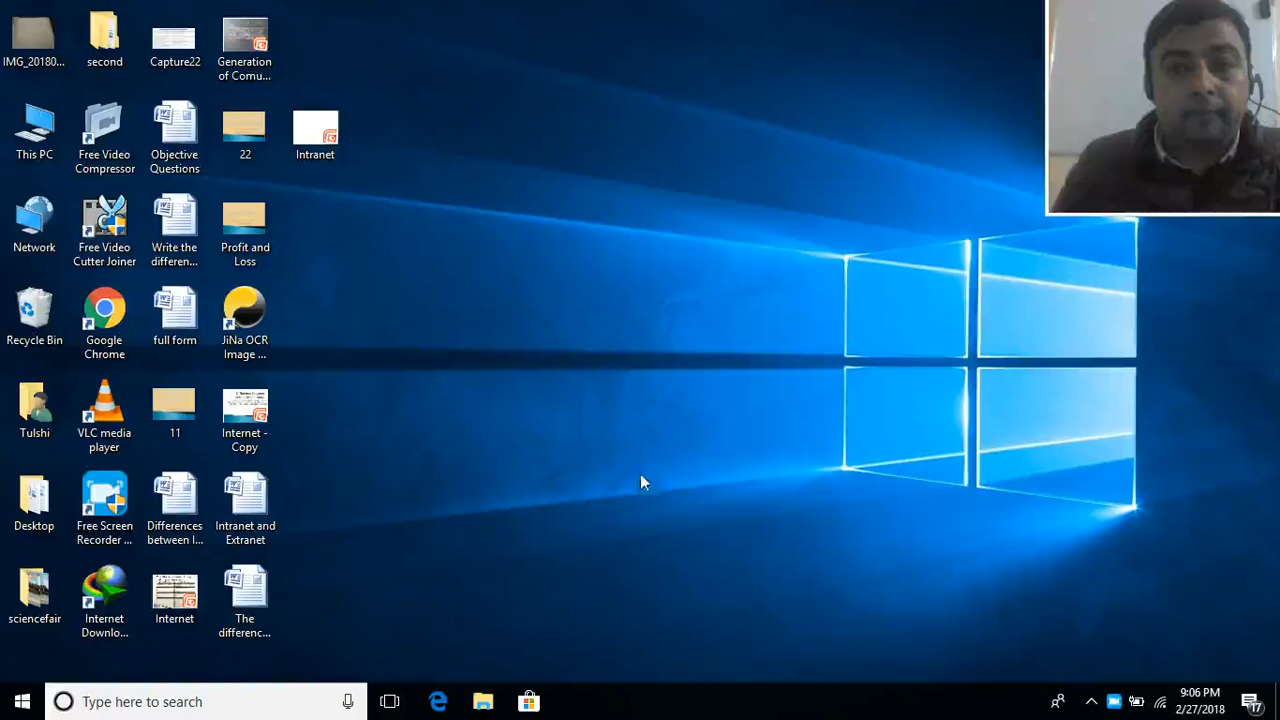 IMG_20180...
second
Capture22
Generation
of Comu...
This PC
Free Video
Compressor
Objective
Questions
22
Intranet
Network
Free Video
Cutter Joiner
Write the
differen...
Profit and
Loss
Recycle Bin
Google
Chrome
full form
JiNa OCR
Image ...
Tulshi
VLC media
player
11
Internet -
Copy
Desktop
Free Screen
Recorder ...
Differences
between I...
Intranet and
Extranet
sciencefair
Internet
Downlo...
Internet
The
differenc...
Type here to search
9:06 PM
2/27/2018
17